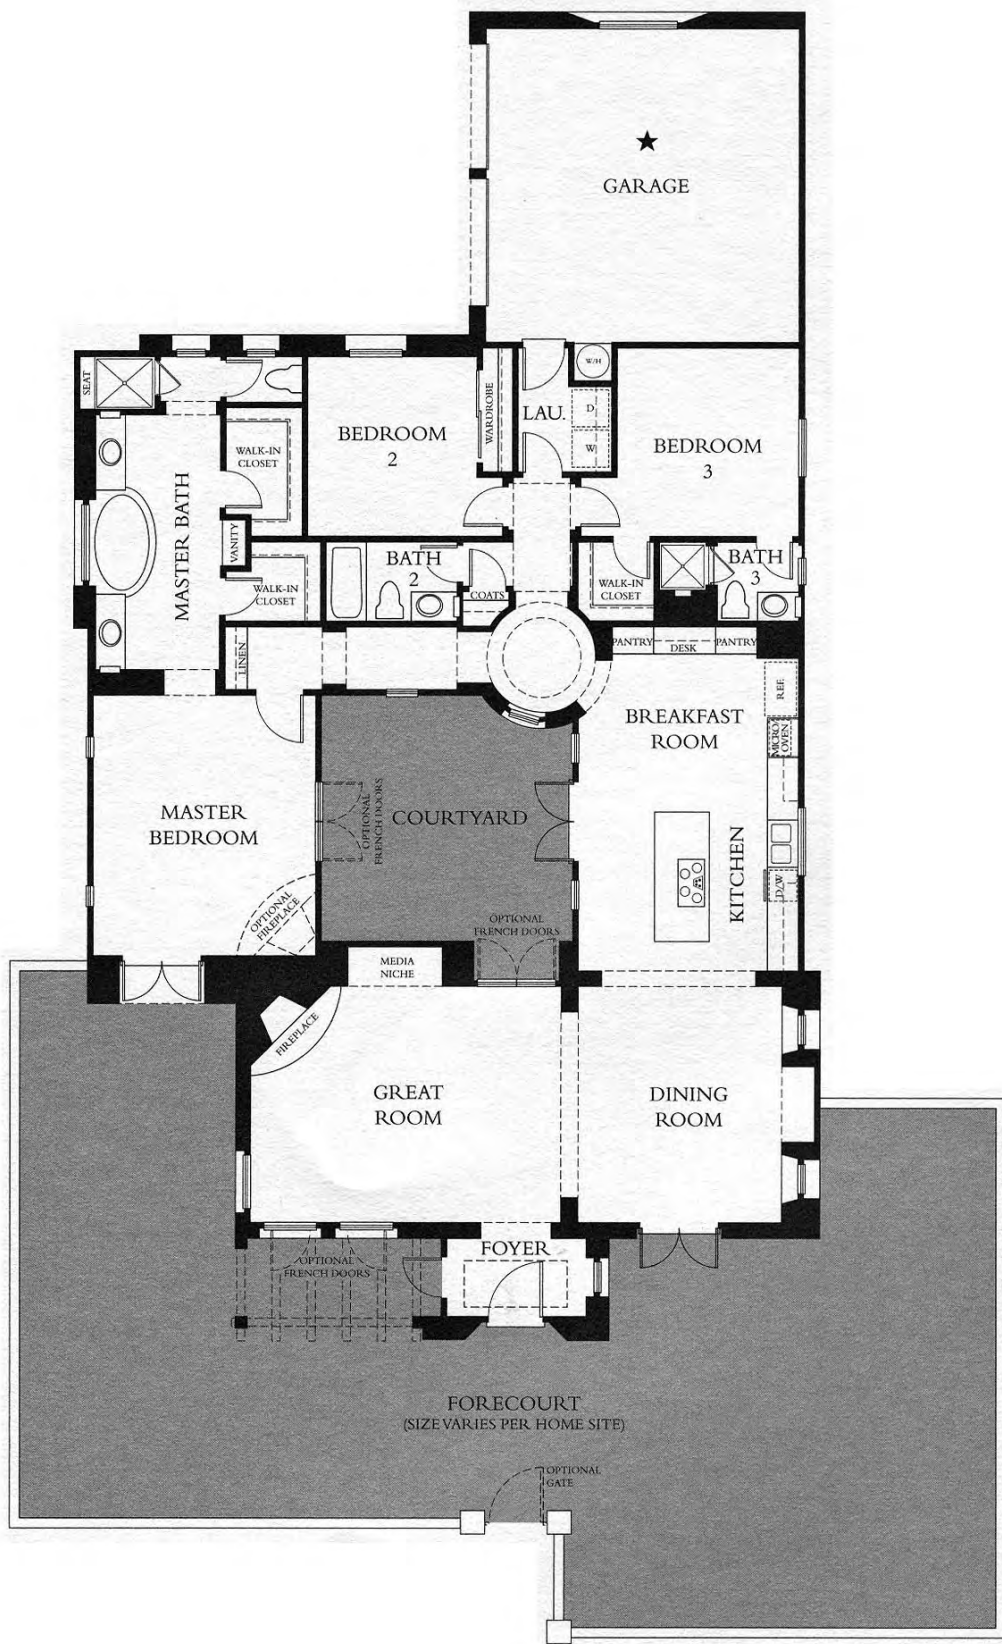 GARAGE
SEAT
W/H
WARDROBE
LAU.
D
W
BEDROOM
2
BEDROOM
3
WALK-IN
CLOSET
MASTER BATH
VANITY
BATH
2
COATS
WALK-IN
CLOSET
WALK-IN
CLOSET
BATH
3
LINEN
PANTRY
DESK
PANTRY
REF.
BREAKFAST
ROOM
MICRO/
OVEN
MASTER
BEDROOM
OPTIONAL
FRENCH DOORS
COURTYARD
KITCHEN
D/W
OPTIONAL
FIREPLACE
OPTIONAL
FRENCH DOORS
MEDIA
NICHE
FIREPLACE
GREAT
ROOM
DINING
ROOM
FOYER
OPTIONAL
FRENCH DOORS
FORECOURT
(SIZE VARIES PER HOME SITE)
OPTIONAL
GATE